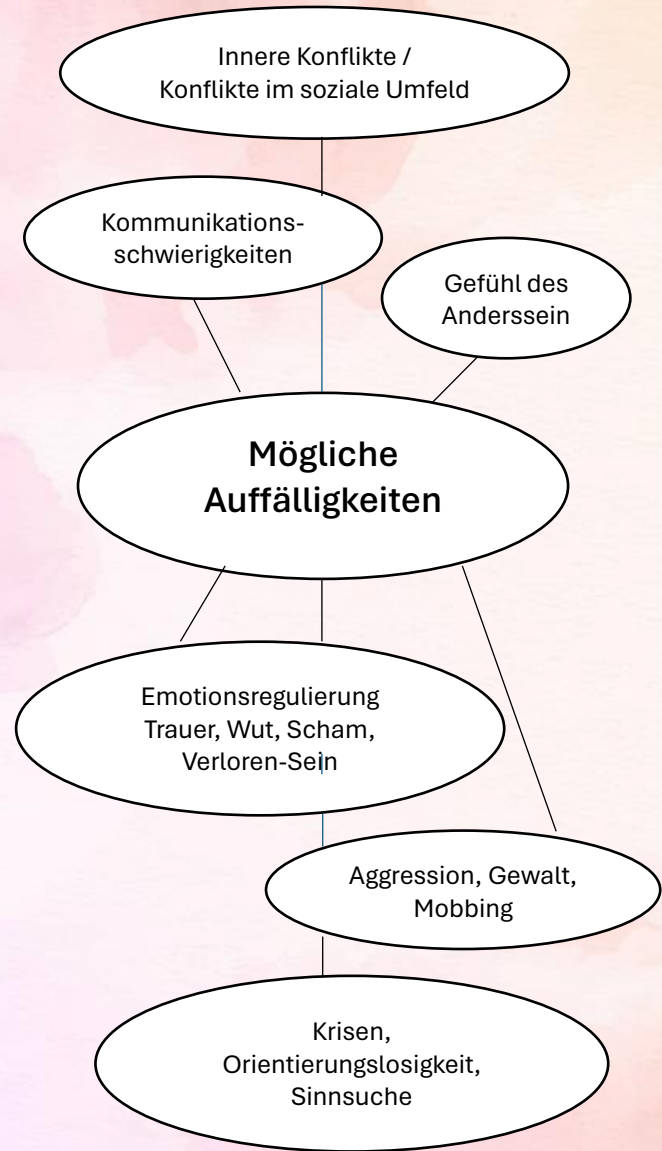 Innere Konflikte /
Konflikte im soziale Umfeld
Kommunikations-
schwierigkeiten
Gefühl des
Anderssein
Mögliche
Auffälligkeiten
Emotionsregulierung
Trauer, Wut, Scham,
Verloren-Sein
Aggression, Gewalt,
Mobbing
Krisen,
Orientierungslosigkeit,
Sinnsuche